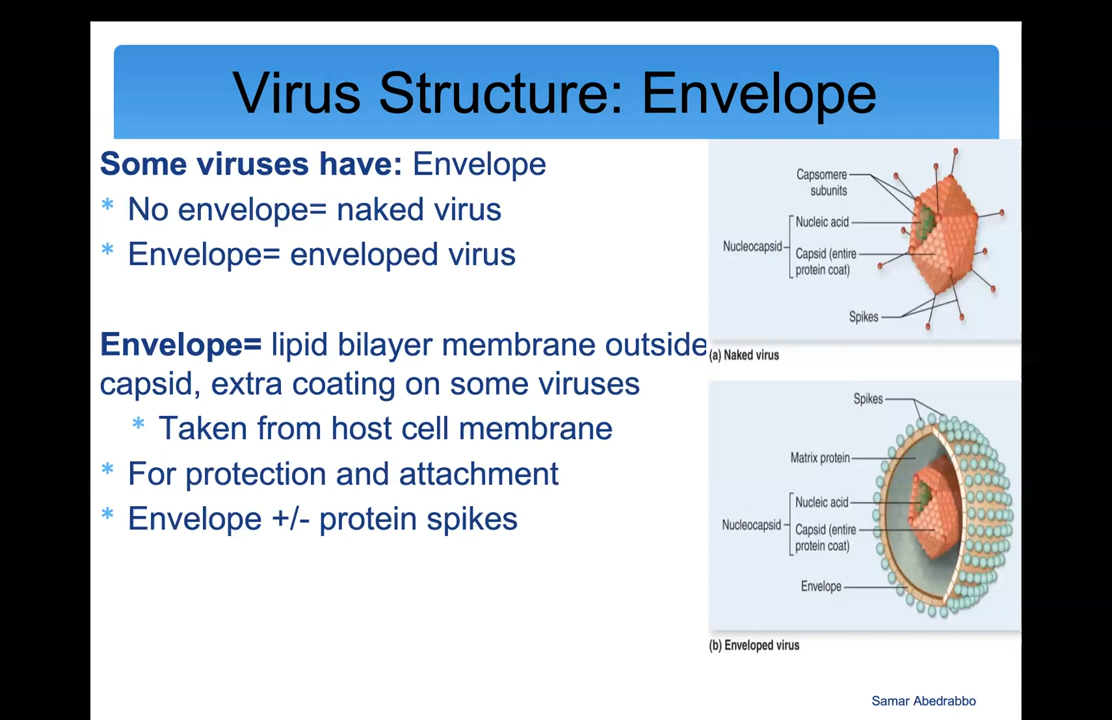 Virus Structure: Envelope
Some viruses have: Envelope
* No envelope= naked virus
* Envelope= enveloped virus
Envelope= lipid bilayer membrane outside
capsid, extra coating on some viruses
* Taken from host cell membrane
* For protection and attachment
* Envelope +/- protein spikes
Capsomere
subunits
Nucleic acid
Nucleocapsid
Capsid (entire
protein coat)
Spikes
(a) Naked virus
Spikes
Matrix protein
Nucleic acid
Nucleocapsid
Capsid (entire
protein coat)
Envelope
(b) Enveloped virus
Samar Abedrabbo